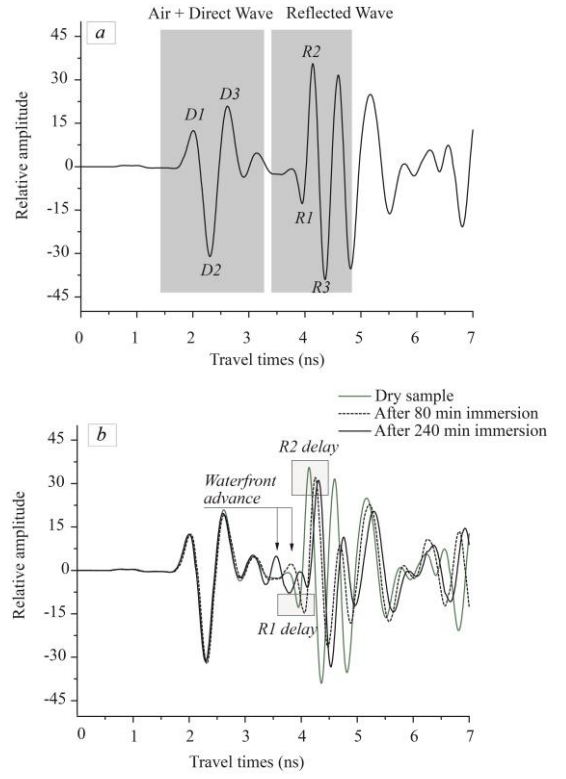 Air + Direct Wave Reflected Wave
a
45
30
15
0
-15
-30
-45
Relative amplitude
D1
D2
D3
R1
R2
R3
0 1 2 3 4 5 6 7
Travel times (ns)
Dry sample
After 80 min immersion
After 240 min immersion
b
45
30
15
0
-15
-30
-45
Relative amplitude
R2 delay
Waterfront
advance
R1 delay
0 1 2 3 4 5 6 7
Travel times (ns)